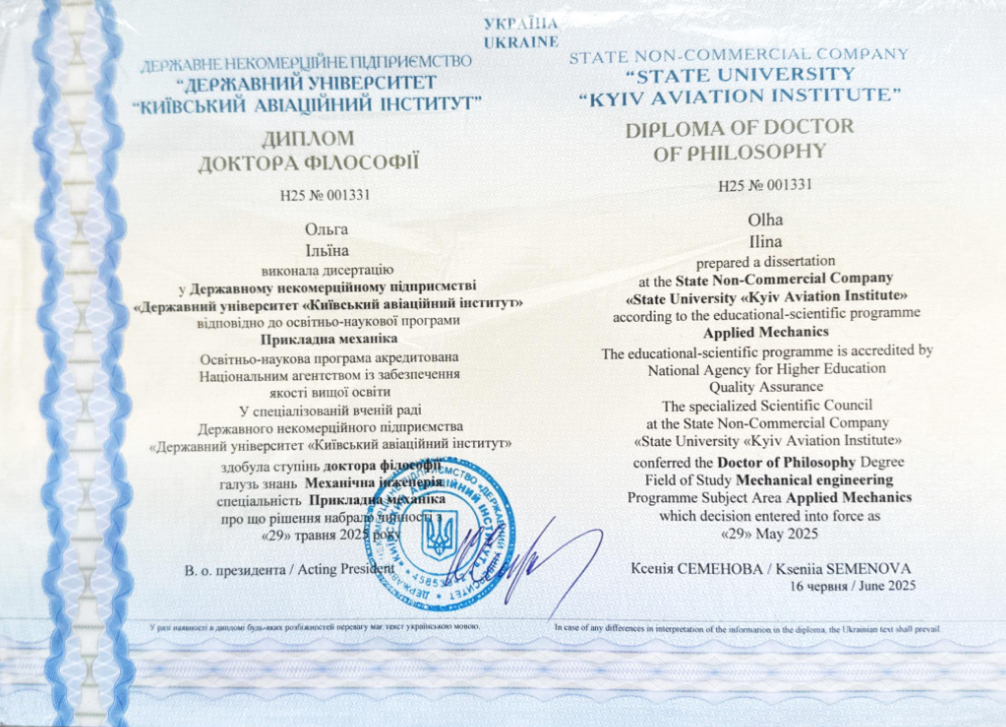 УКРАЇНА
UKRAINE
ДЕРЖАВНЕ НЕКОМЕРЦІЙНЕ ПІДПРИЄМСТВО
“ДЕРЖАВНИЙ УНІВЕРСИТЕТ
“КИЇВСЬКИЙ АВІАЦІЙНИЙ ІНСТИТУТ”
ДИПЛОМ
ДОКТОРА ФІЛОСОФІЇ
Н25 № 001331
Ольга
Ільїна
виконала дисертацію
у Державному некомерційному підприємстві
«Державний університет «Київський авіаційний інститут»
відповідно до освітньо-наукової програми
Прикладна механіка
Освітньо-наукова програма акредитована
Національним агентством із забезпечення
якості вищої освіти
У спеціалізованій вченій раді
Державного некомерційного підприємства
«Державний університет «Київський авіаційний інститут»
здобула ступінь доктора філософії
галузь знань Механічна інженерія
спеціальність Прикладна механіка
про що рішення набрало чинності з
«29» травня 2025 року
В. о. президента / Acting President
У разі наявності в дипломі будь-яких розбіжностей перевагу має текст українською мовою.
STATE NON-COMMERCIAL COMPANY
“STATE UNIVERSITY
“KYIV AVIATION INSTITUTE”
DIPLOMA OF DOCTOR
OF PHILOSOPHY
H25 № 001331
Olha
Ilina
prepared a dissertation
at the State Non-Commercial Company
«State University «Kyiv Aviation Institute»
according to the educational-scientific programme
Applied Mechanics
The educational-scientific programme is accredited by
National Agency for Higher Education
Quality Assurance
The specialized Scientific Council
at the State Non-Commercial Company
«State University «Kyiv Aviation Institute»
conferred the Doctor of Philosophy Degree
Field of Study Mechanical engineering
Programme Subject Area Applied Mechanics
which decision entered into force as
«29» May 2025
Ксенія СЕМЕНОВА / Kseniia SEMENOVA
16 червня / June 2025
In case of any differences in interpretation of the information in the diploma, the Ukrainian text shall prevail.